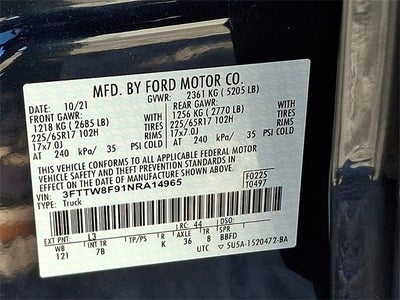 MFD. BY FORD MOTOR CO.
DATE: 10/21 GVWR: 2361 KG ( 5205 LB)
FRONT GAWR: REAR GAWR:
1218 KG ( 2685 LB) WITH 1256 KG ( 2770 LB) WITH
225/65R17 102H TIRES 225/65R17 102H TIRES
17x7.0J RIMS 17x7.0J RIMS
AT 240 kPa/ 35 PSI COLD AT 240 kPa/ 35 PSI COLD
THIS VEHICLE CONFORMS TO ALL APPLICABLE FEDERAL MOTOR
VEHICLE SAFETY AND THEFT PREVENTION STANDARDS IN
EFFECT ON THE DATE OF MANUFACTURE SHOWN ABOVE.
VIN: 3FTTW8F91NRA14965 F0225
TYPE: Truck T0497
EXT PNT: L3 RC: 44 DSO:
WB INT TR TP/PS R AXLE TR SPR
121 7B K 36 8 BBFD
UTC 5U5A-1520472-BA